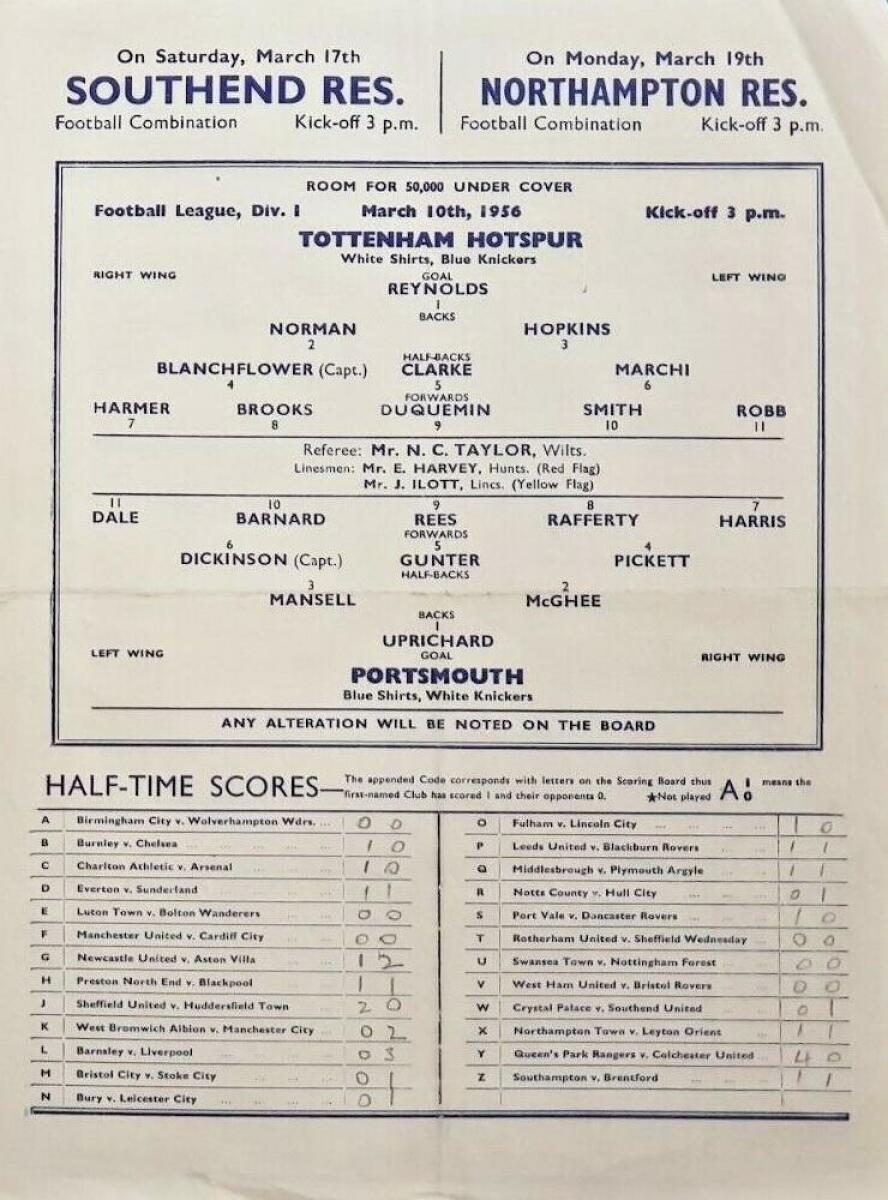 On Saturday, March 17th
SOUTHEND RES.
Football Combination Kick-off 3 p.m.
On Monday, March 19th
NORTHAMPTON RES.
Football Combination Kick-off 3 p.m.
ROOM FOR 50,000 UNDER COVER
Football League, Div. I March 10th, 1956 Kick-off 3 p.m.
TOTTENHAM HOTSPUR
White Shirts, Blue Knickers
RIGHT WING GOAL LEFT WING
REYNOLDS
1
BACKS
NORMAN HOPKINS
2 3
HALF-BACKS
BLANCHFLOWER (Capt.) CLARKE MARCHI
4 5 6
FORWARDS
HARMER BROOKS DUQUEMIN SMITH ROBB
7 8 9 10 11
Referee: Mr. N. C. TAYLOR, Wilts.
Linesmen: Mr. E. HARVEY, Hunts. (Red Flag)
Mr. J. ILOTT, Lincs. (Yellow Flag)
11 10 9 8 7
DALE BARNARD REES RAFFERTY HARRIS
FORWARDS
6 5 4
DICKINSON (Capt.) GUNTER PICKETT
HALF-BACKS
3 2
MANSELL McGHEE
BACKS
1
UPRICHARD
LEFT WING GOAL RIGHT WING
PORTSMOUTH
Blue Shirts, White Knickers
ANY ALTERATION WILL BE NOTED ON THE BOARD
HALF-TIME SCORES—The appended Code corresponds with letters on the Scoring Board thus A 1 0 means the
first-named Club has scored 1 and their opponents 0. ★Not played
A Birmingham City v. Wolverhampton Wdrs. ... 0 0
B Burnley v. Chelsea ... ... ... 1 0
C Charlton Athletic v. Arsenal ... ... 1 0
D Everton v. Sunderland ... ... 1 1
E Luton Town v. Bolton Wanderers ... ... 0 0
F Manchester United v. Cardiff City ... ... 0 0
G Newcastle United v. Aston Villa ... ... 1 2
H Preston North End v. Blackpool ... ... 1 1
J Sheffield United v. Huddersfield Town ... 2 0
K West Bromwich Albion v. Manchester City ... 0 2
L Barnsley v. Liverpool ... ... ... 0 3
M Bristol City v. Stoke City ... ... ... 0 1
N Bury v. Leicester City ... ... ... 0 1
O Fulham v. Lincoln City ... ... ... 1 0
P Leeds United v. Blackburn Rovers ... ... 1 1
Q Middlesbrough v. Plymouth Argyle ... ... 1 1
R Notts County v. Hull City ... ... ... 0 1
S Port Vale v. Doncaster Rovers ... ... ... 1 0
T Rotherham United v. Sheffield Wednesday ... 0 0
U Swansea Town v. Nottingham Forest ... ... 0 0
V West Ham United v. Bristol Rovers ... ... 0 0
W Crystal Palace v. Southend United ... ... 0 1
X Northampton Town v. Leyton Orient ... ... 1 1
Y Queen's Park Rangers v. Colchester United ... 4 0
Z Southampton v. Brentford ... ... ... 1 1